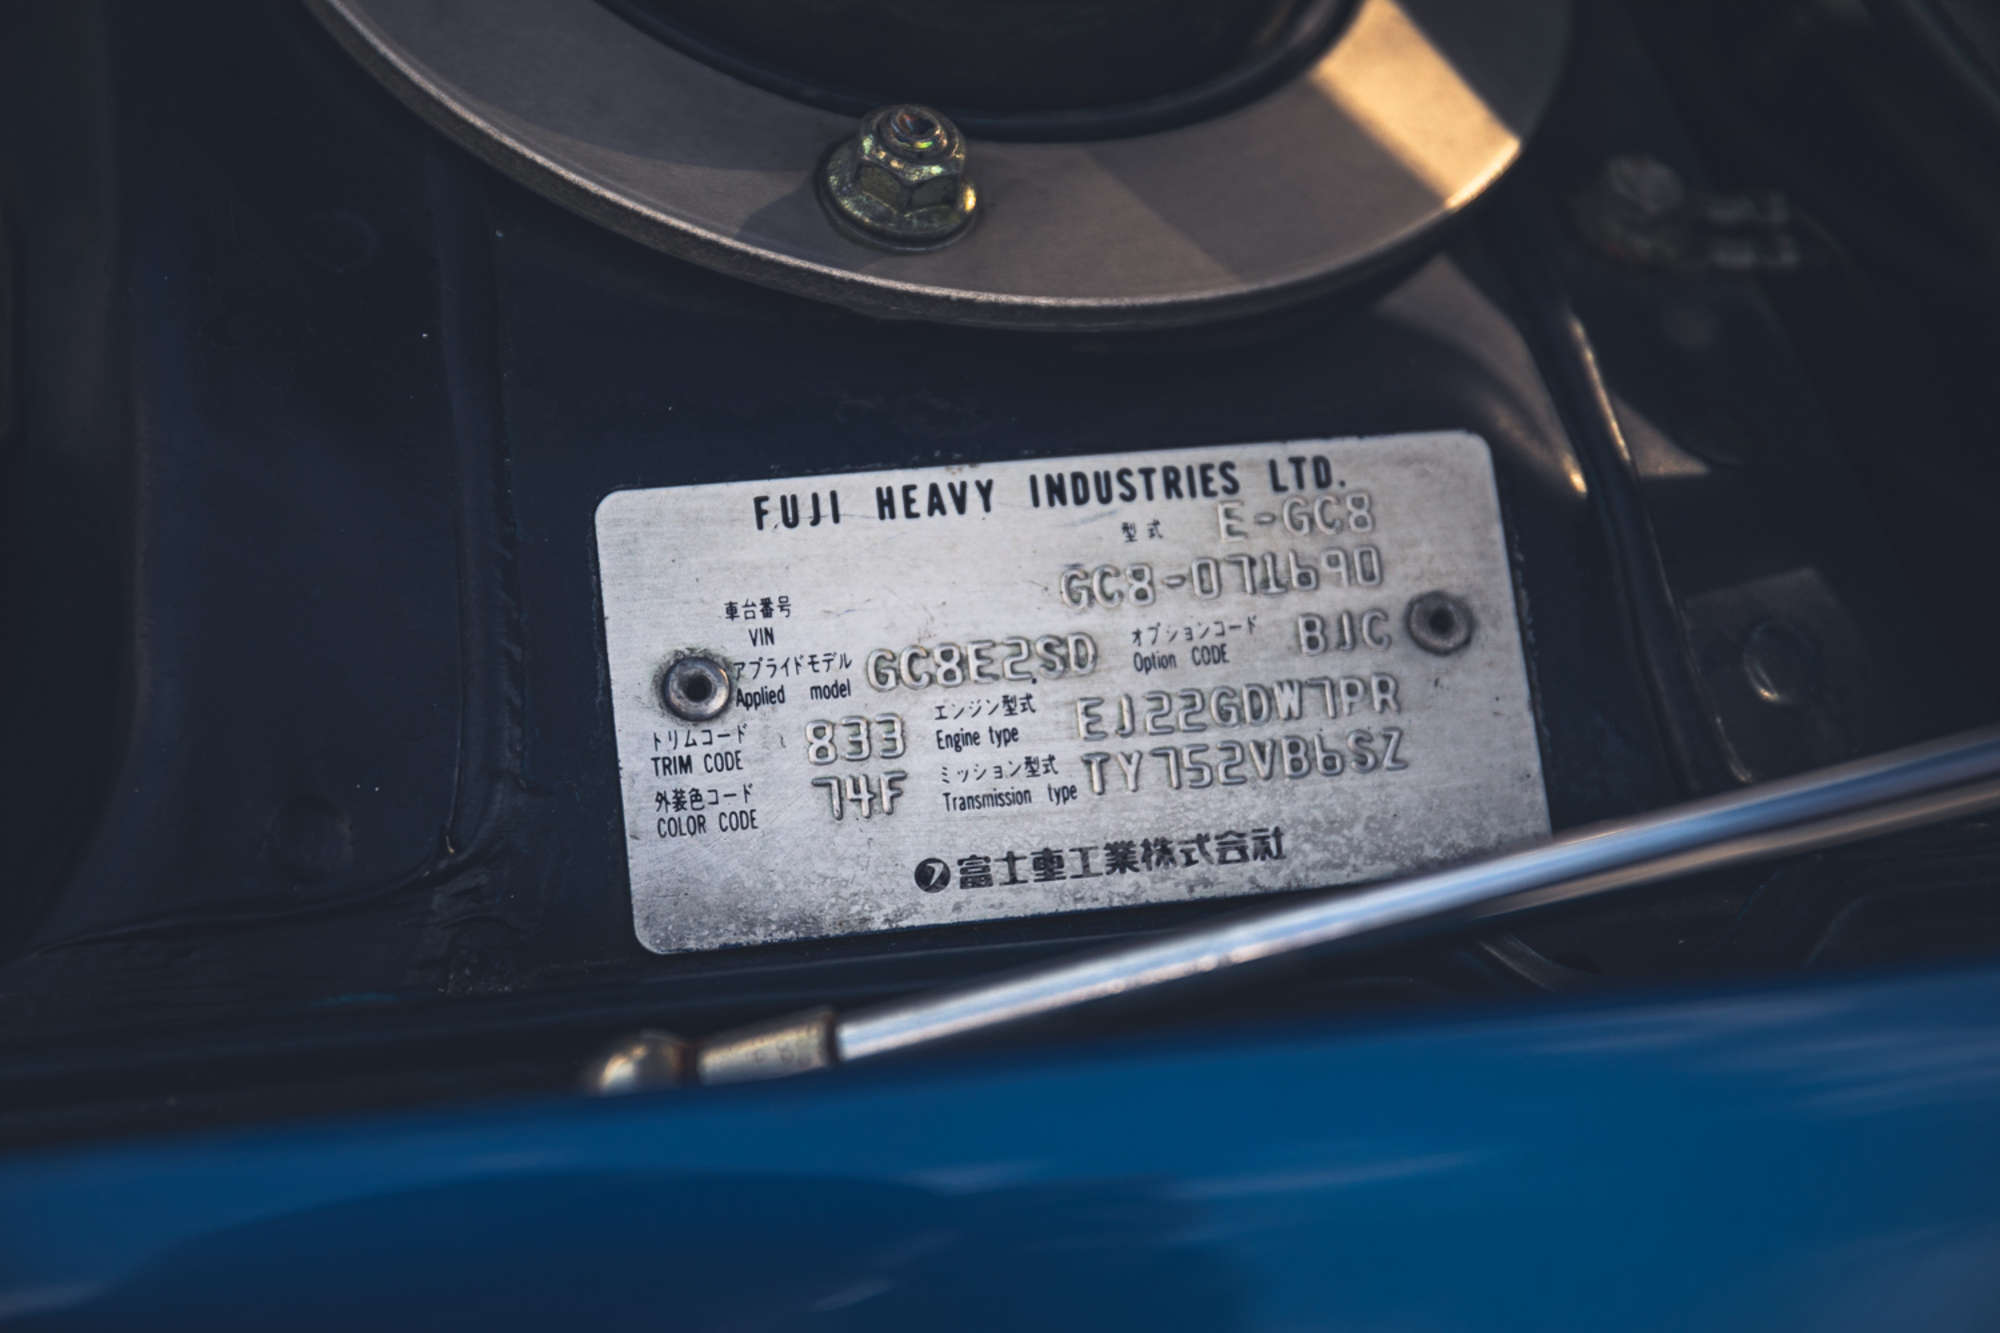 FUJI HEAVY INDUSTRIES LTD.
型式 E-GC8
車台番号 GC8-071690
VIN
アプライドモデル GC8E2SD オプションコード BJC
Applied model Option CODE
トリムコード 833 エンジン型式 EJ22GDW7PR
TRIM CODE Engine type
外装色コード 74F ミッション型式 TY752VB6SZ
COLOR CODE Transmission type
富士重工業株式会社